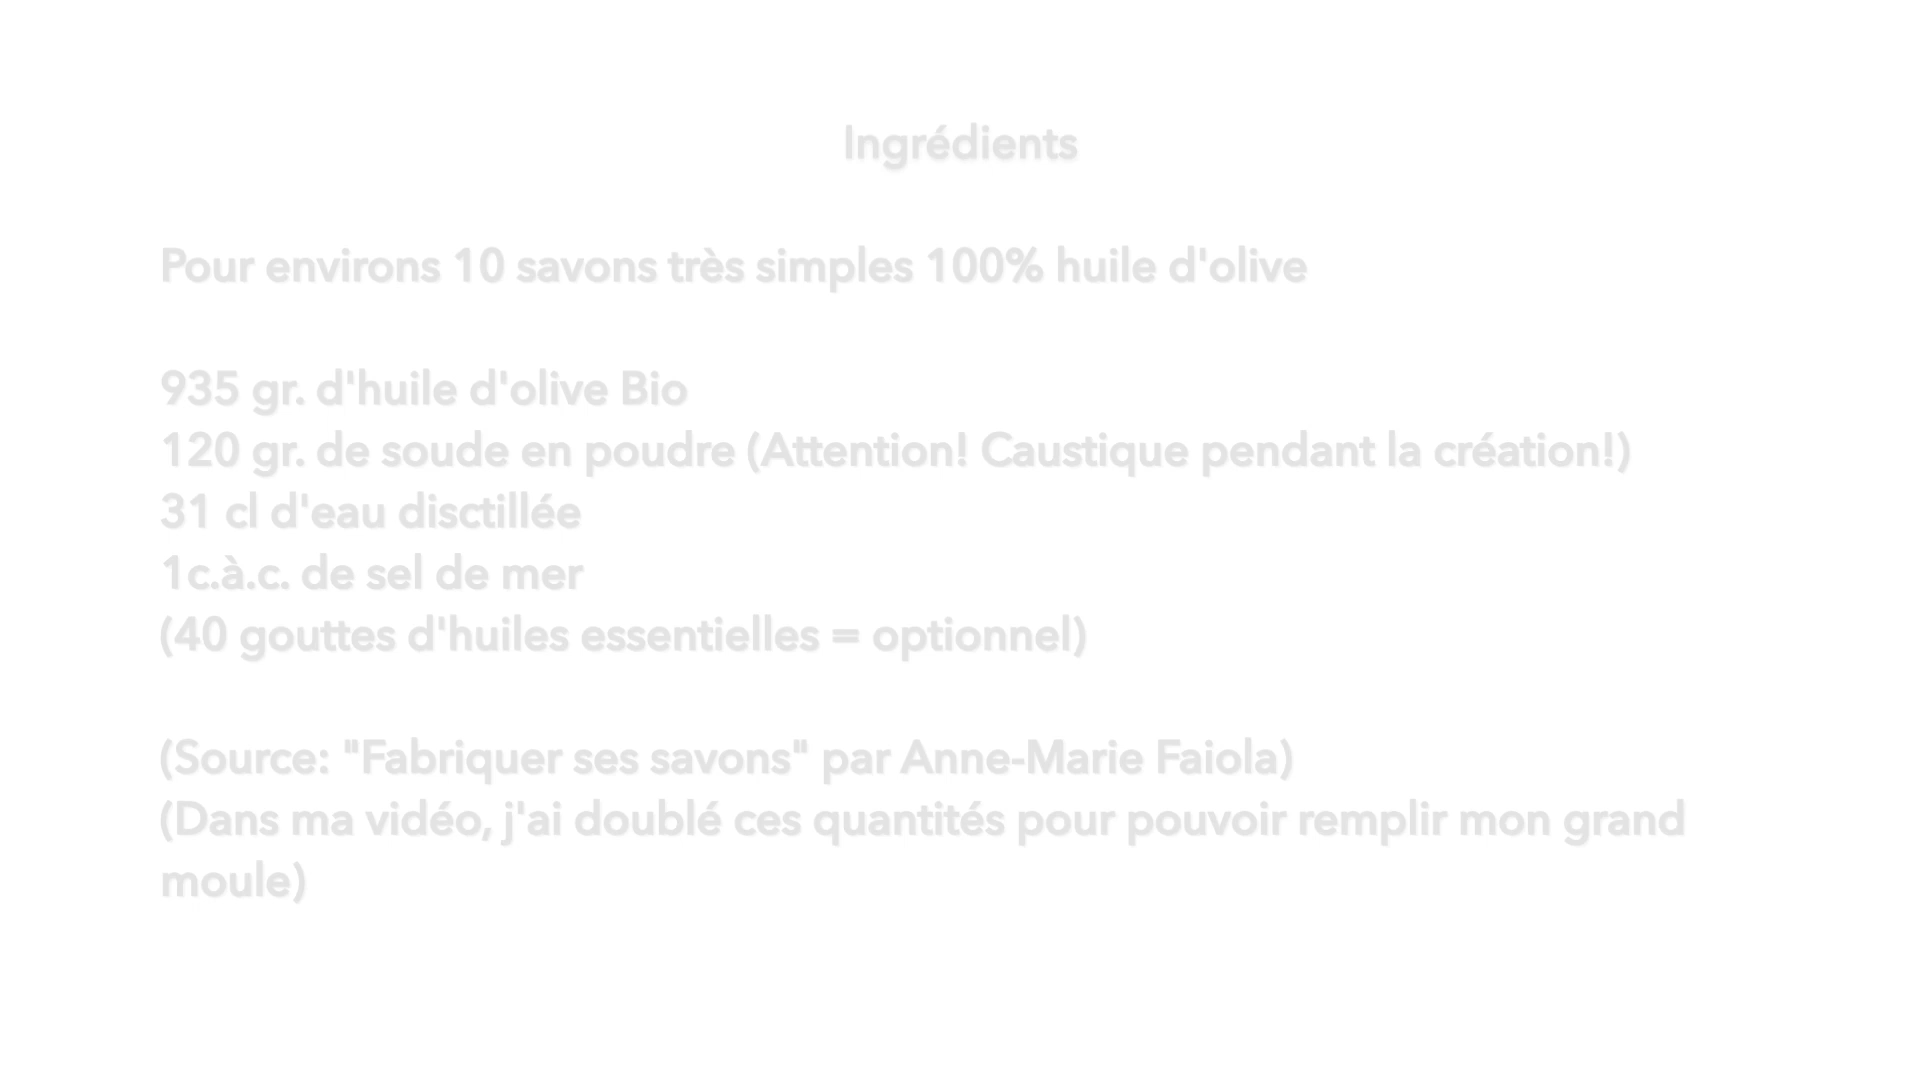 Ingrédients
Pour environs 10 savons très simples 100% huile d'olive
935 gr. d'huile d'olive Bio
120 gr. de soude en poudre (Attention! Caustique pendant la création!)
31 cl d'eau disctillée
1c.à.c. de sel de mer
(40 gouttes d'huiles essentielles = optionnel)
(Source: "Fabriquer ses savons" par Anne-Marie Faiola)
(Dans ma vidéo, j'ai doublé ces quantités pour pouvoir remplir mon grand
moule)